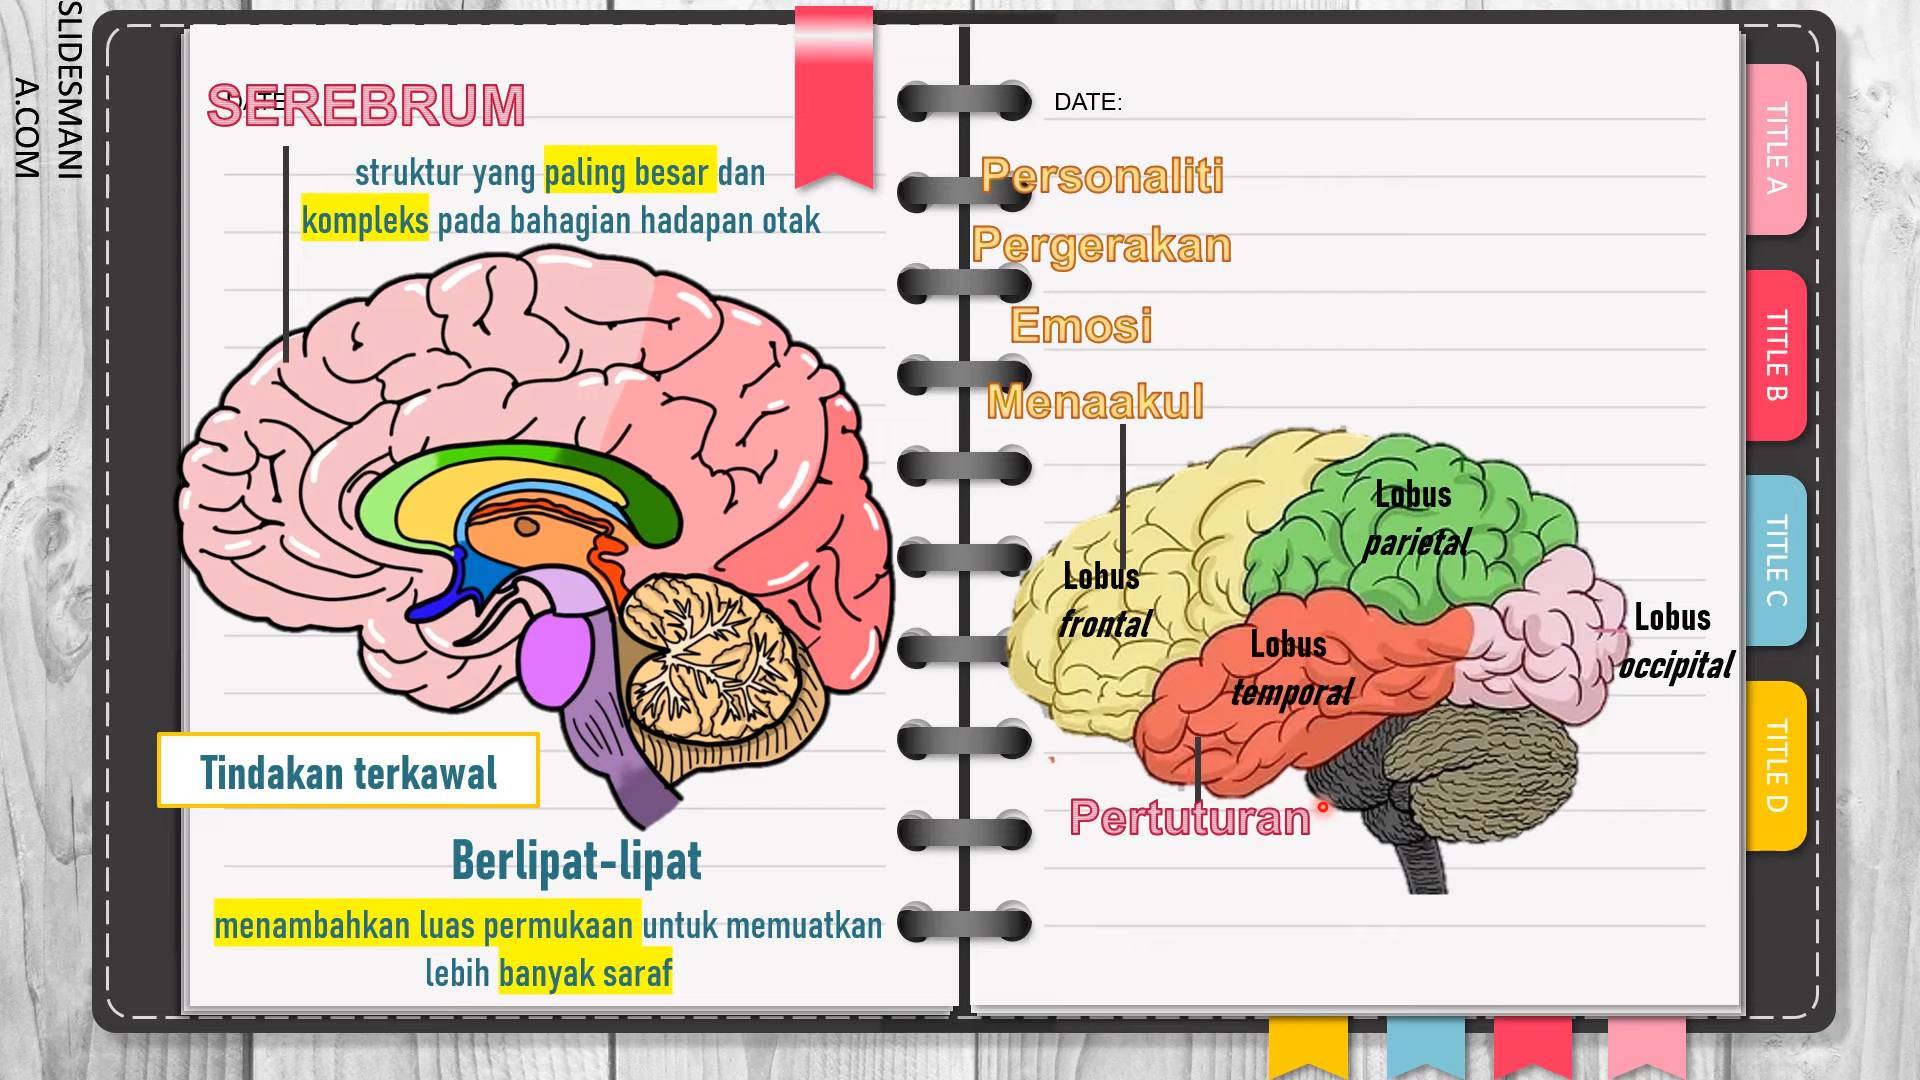 SLIDESMANI
A.COM
SEREBRUM
struktur yang paling besar dan
kompleks pada bahagian hadapan otak
Tindakan terkawal
Berlipat-lipat
menambahkan luas permukaan untuk memuatkan
lebih banyak saraf
DATE:
Personaliti
Pergerakan
Emosi
Menaakul
Lobus
frontal
Lobus
parietal
Lobus
temporal
Lobus
occipital
Pertuturan
TITLE A
TITLE B
TITLE C
TITLE D